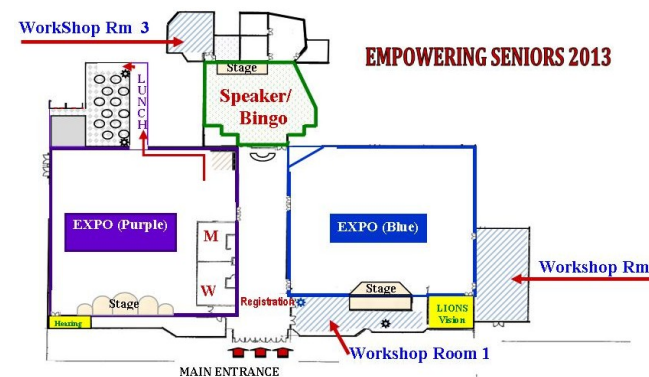 WorkShop Rm 3
EMPOWERING SENIORS 2013
Stage
Speaker/
Bingo
LUNCH
EXPO (Purple)
EXPO (Blue)
M
W
Workshop Rm
Stage
Stage
Registration
LIONS
Vision
Workshop Room 1
MAIN ENTRANCE